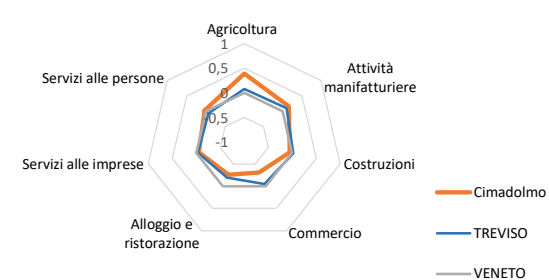 Agricoltura
1
0,5
0
0,5
-1
Attività
manifatturiere
Costruzioni
Commercio
Alloggio e
ristorazione
Servizi alle imprese
Servizi alle persone
Cimadolmo
TREVISO
VENETO